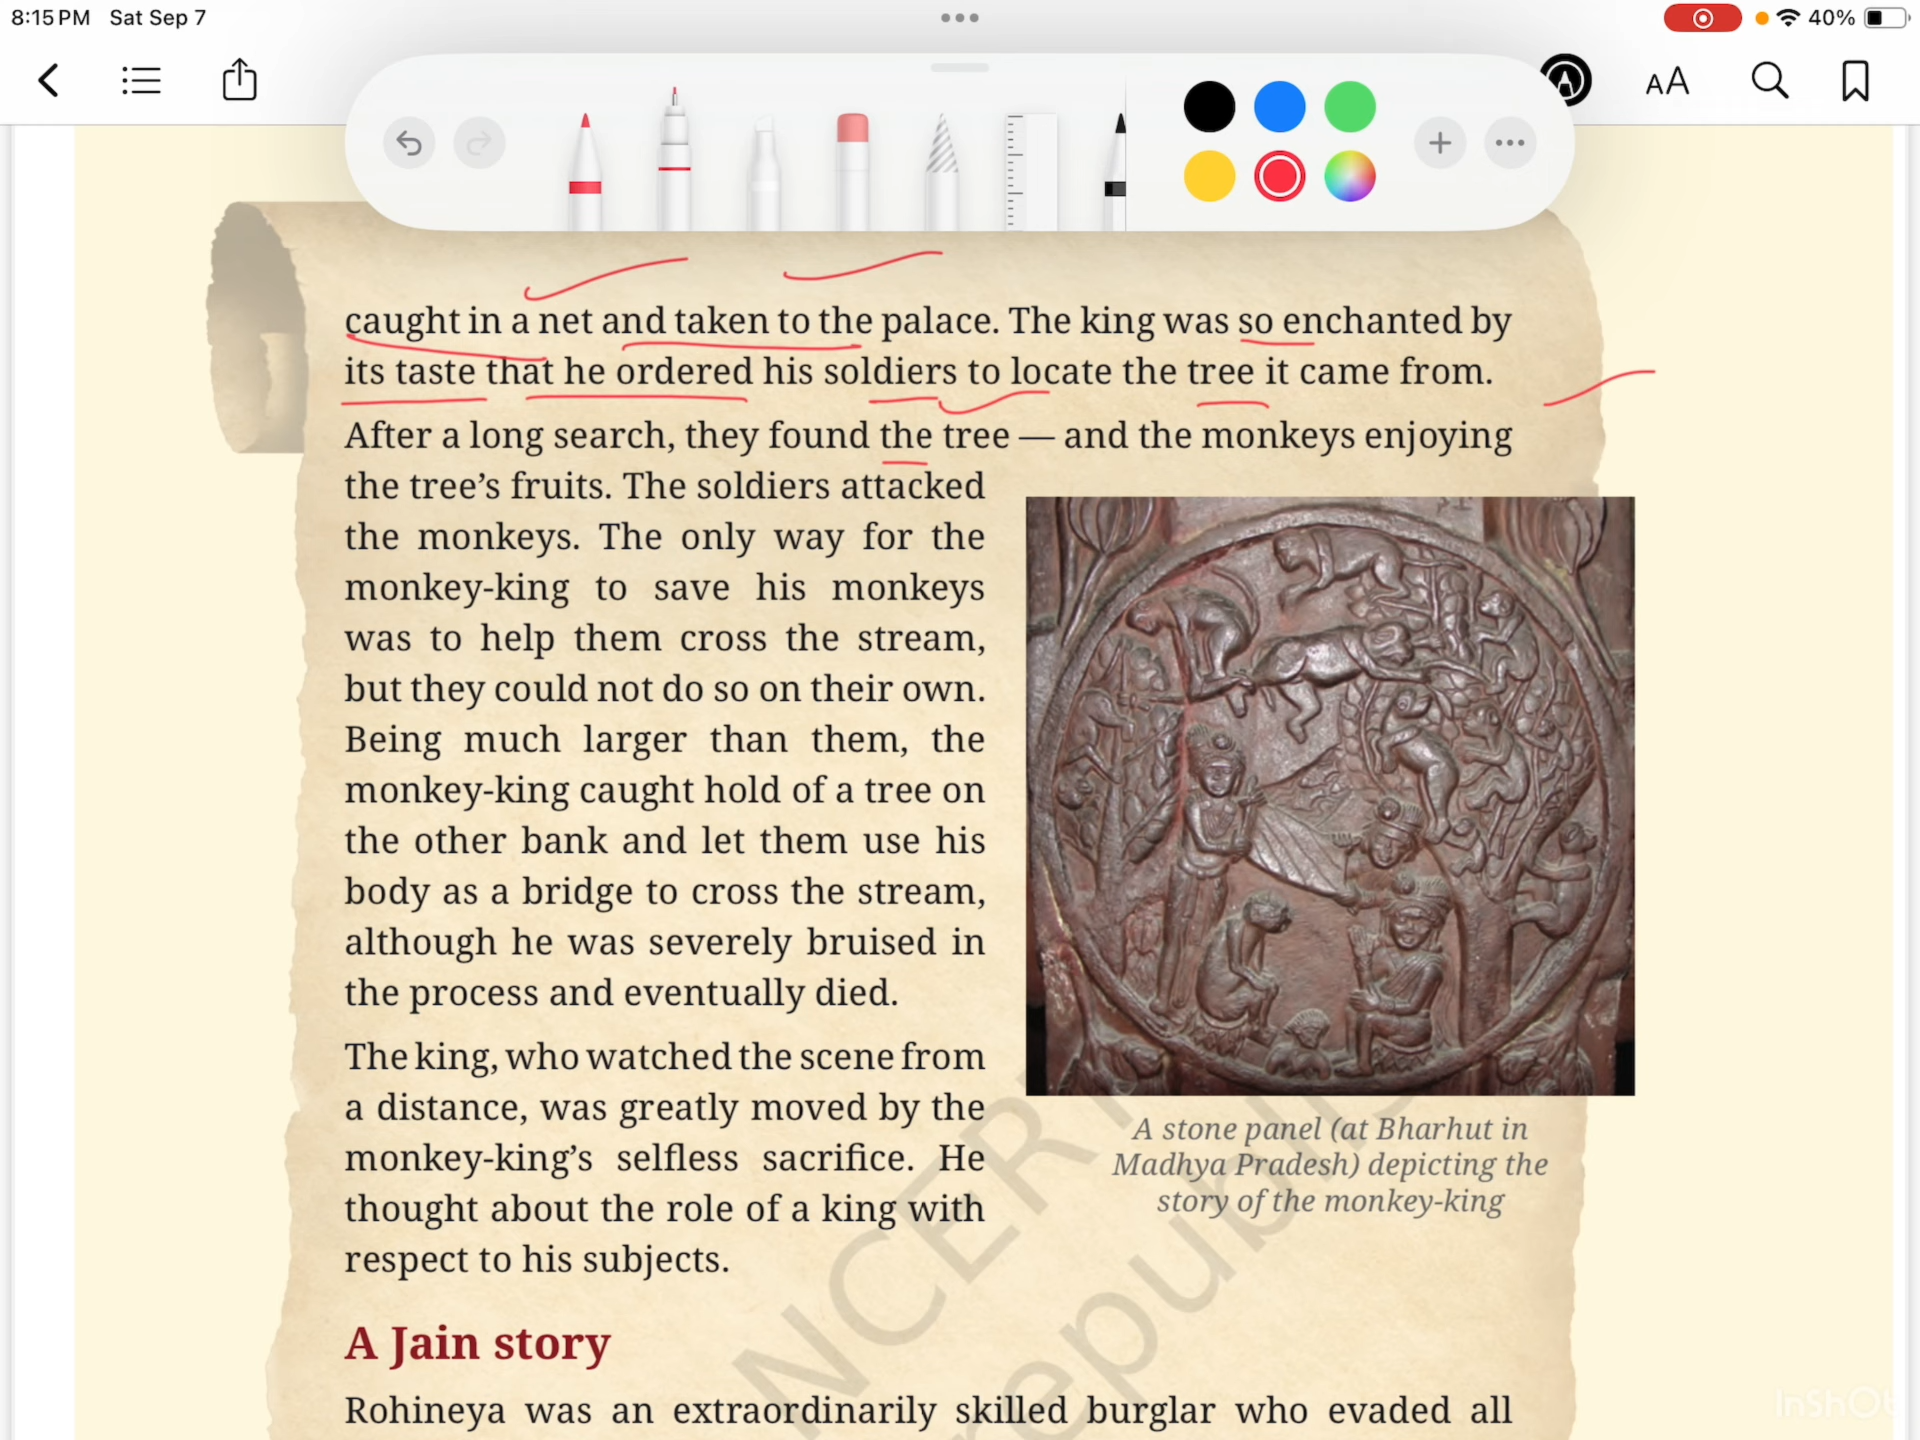 8:15 PM Sat Sep 7
40%
AA
caught in a net and taken to the palace. The king was so enchanted by
its taste that he ordered his soldiers to locate the tree it came from.
After a long search, they found the tree — and the monkeys enjoying
the tree’s fruits. The soldiers attacked
the monkeys. The only way for the
monkey-king to save his monkeys
was to help them cross the stream,
but they could not do so on their own.
Being much larger than them, the
monkey-king caught hold of a tree on
the other bank and let them use his
body as a bridge to cross the stream,
although he was severely bruised in
the process and eventually died.
The king, who watched the scene from
a distance, was greatly moved by the
monkey-king’s selfless sacrifice. He
thought about the role of a king with
respect to his subjects.
A stone panel (at Bharhut in
Madhya Pradesh) depicting the
story of the monkey-king
A Jain story
Rohineya was an extraordinarily skilled burglar who evaded all
NCER
republis
InShOt